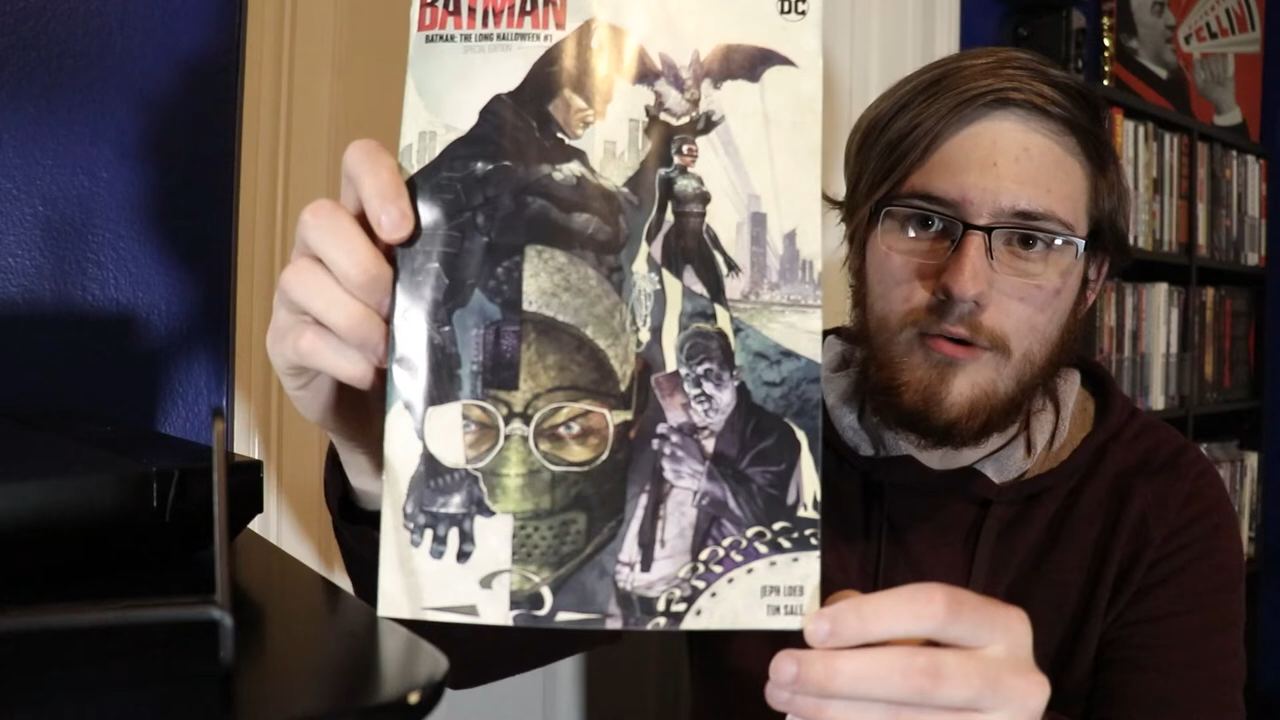 BATMAN
DC
BATMAN: THE LONG HALLOWEEN #1
SPECIAL EDITION
FELLINI
JEPH LOEB
TIM SALE